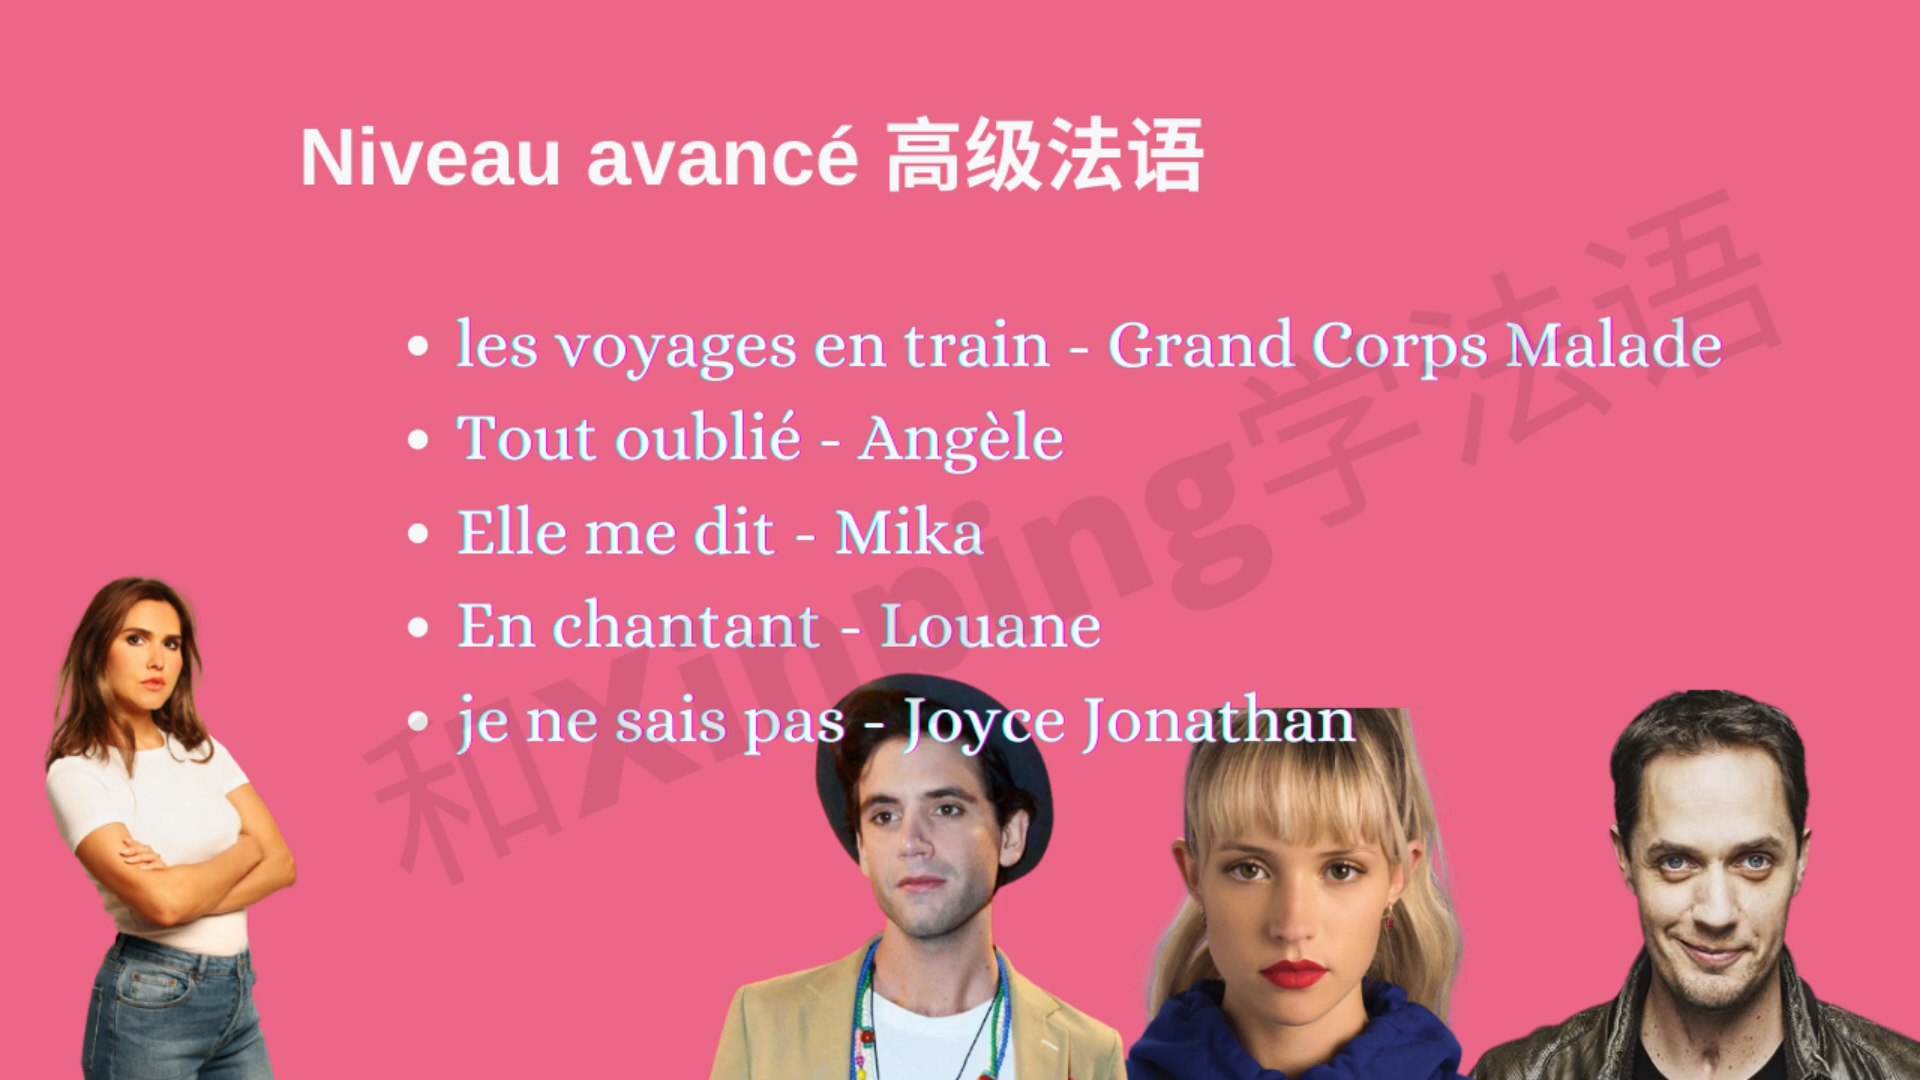 Niveau avancé 高级法语
les voyages en train - Grand Corps Malade
Tout oublié - Angèle
Elle me dit - Mika
En chantant - Louane
je ne sais pas - Joyce Jonathan
和Xinping学法语